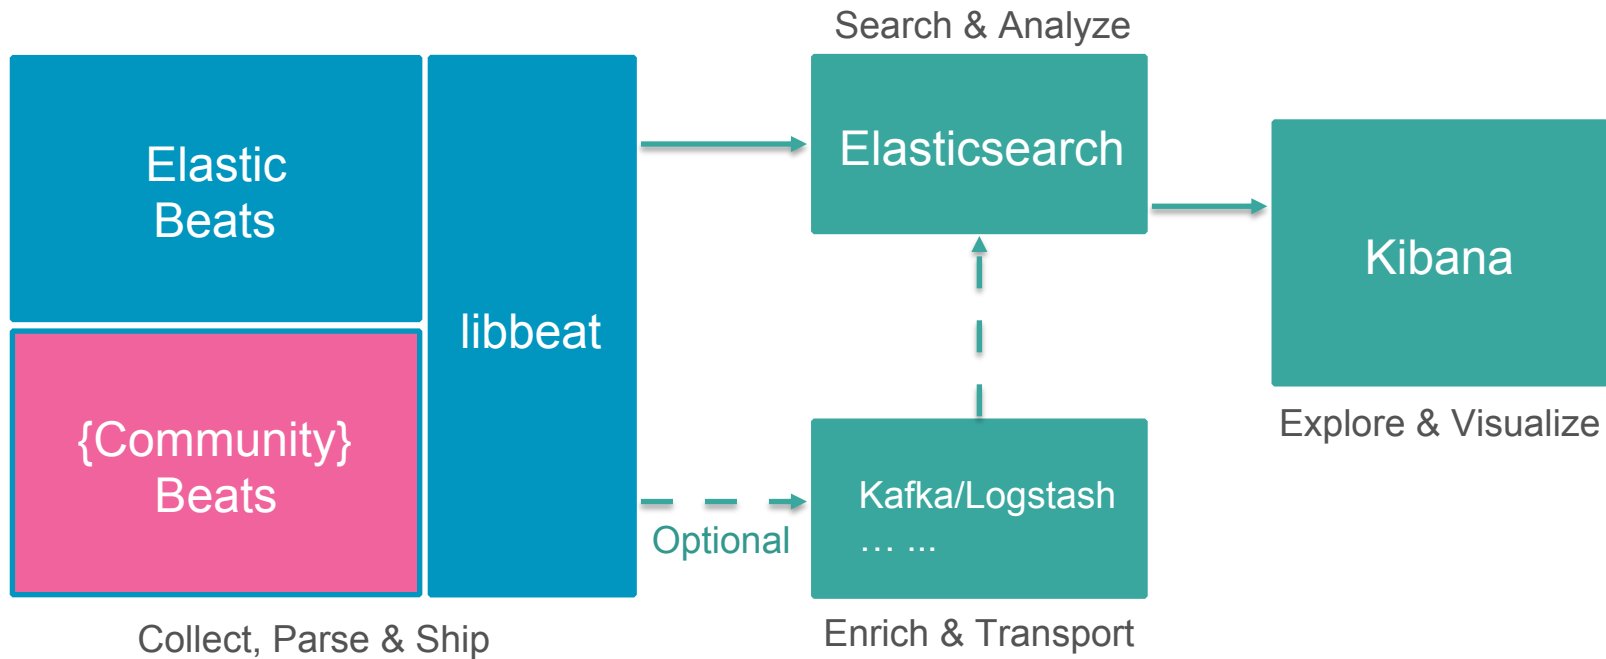 Search & Analyze
Elastic
Beats
libbeat
Elasticsearch
Kibana
{Community}
Beats
Explore & Visualize
Kafka/Logstash
… ...
Optional
Collect, Parse & Ship
Enrich & Transport